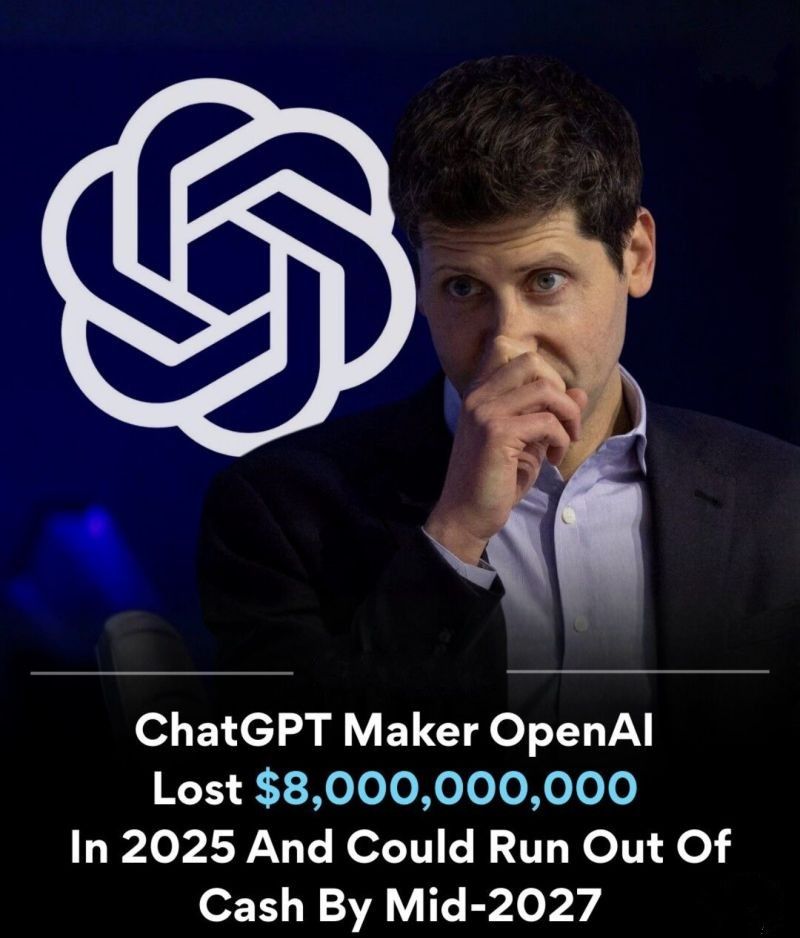 ChatGPT Maker OpenAI
Lost $8,000,000,000
In 2025 And Could Run Out Of
Cash By Mid-2027